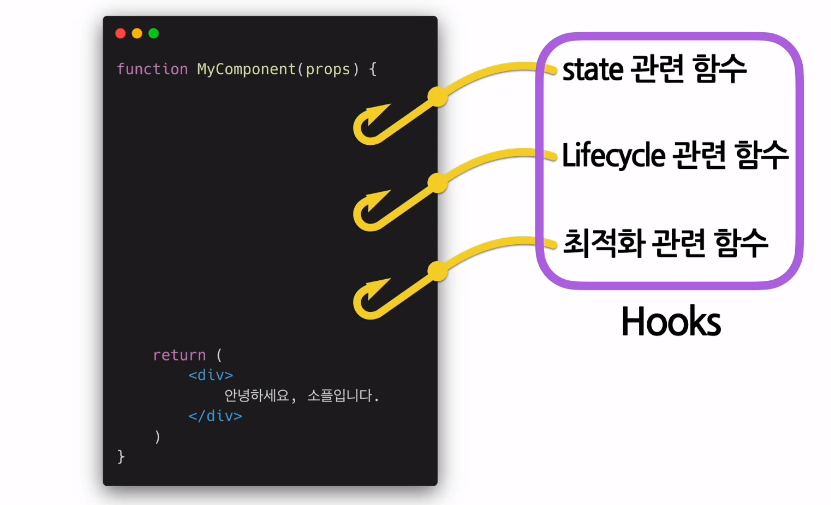 function MyComponent(props) {
state 관련 함수
Lifecycle 관련 함수
최적화 관련 함수
Hooks
return (
<div>
안녕하세요, 소플입니다.
</div>
)
}